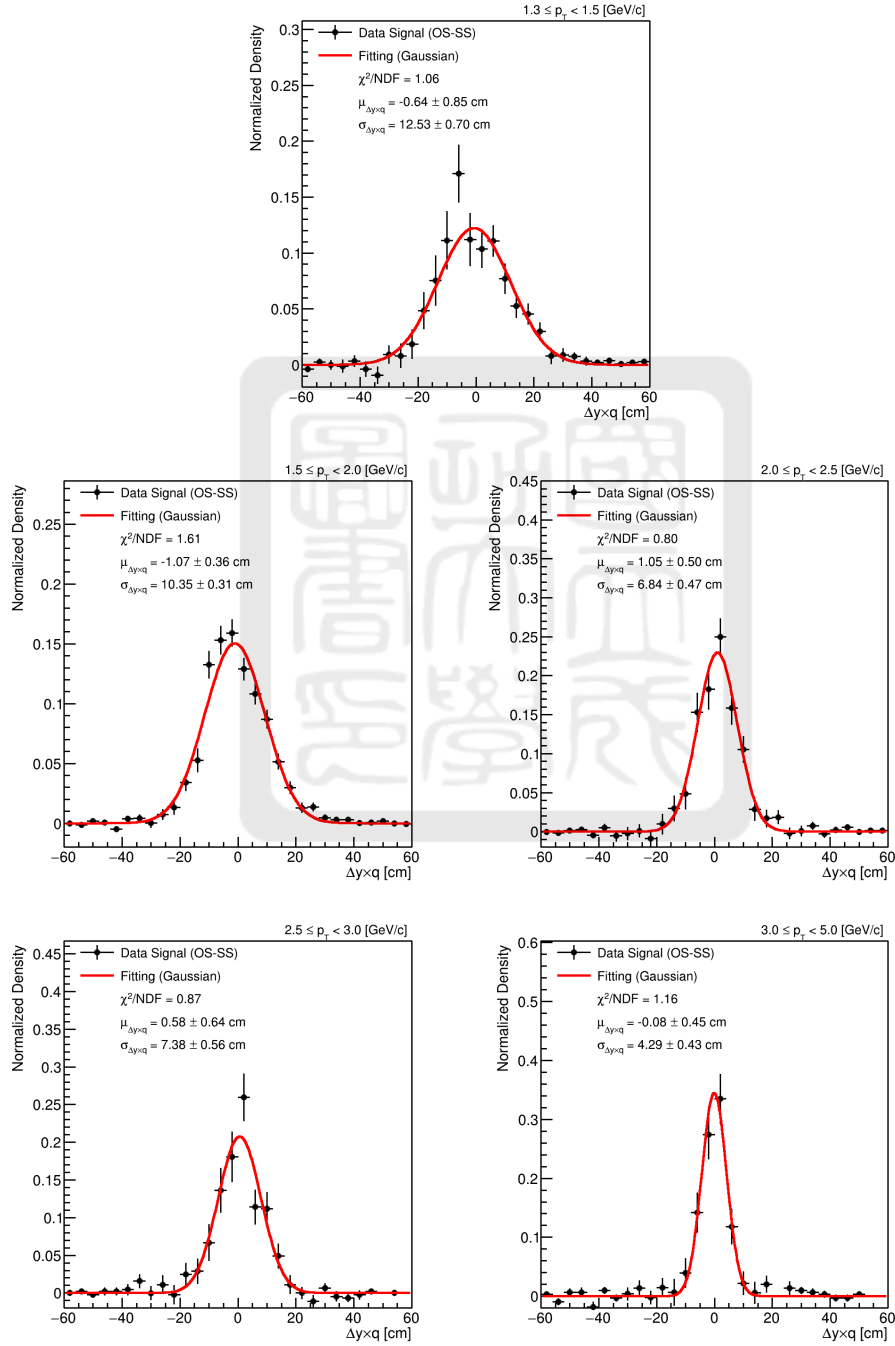 1.3 ≤ p_T < 1.5 [GeV/c]
Data Signal (OS-SS)
Fitting (Gaussian)
χ²/NDF = 1.06
μ_Δy×q = -0.64 ± 0.85 cm
σ_Δy×q = 12.53 ± 0.70 cm
Normalized Density
0.3
0.25
0.2
0.15
0.1
0.05
0
−60 −40 −20 0 20 40 60
Δy×q [cm]
1.5 ≤ p_T < 2.0 [GeV/c]
Data Signal (OS-SS)
Fitting (Gaussian)
χ²/NDF = 1.61
μ_Δy×q = -1.07 ± 0.36 cm
σ_Δy×q = 10.35 ± 0.31 cm
Normalized Density
0.25
0.2
0.15
0.1
0.05
0
−60 −40 −20 0 20 40 60
Δy×q [cm]
2.0 ≤ p_T < 2.5 [GeV/c]
Data Signal (OS-SS)
Fitting (Gaussian)
χ²/NDF = 0.80
μ_Δy×q = 1.05 ± 0.50 cm
σ_Δy×q = 6.84 ± 0.47 cm
Normalized Density
0.45
0.4
0.35
0.3
0.25
0.2
0.15
0.1
0.05
0
−60 −40 −20 0 20 40 60
Δy×q [cm]
2.5 ≤ p_T < 3.0 [GeV/c]
Data Signal (OS-SS)
Fitting (Gaussian)
χ²/NDF = 0.87
μ_Δy×q = 0.58 ± 0.64 cm
σ_Δy×q = 7.38 ± 0.56 cm
Normalized Density
0.45
0.4
0.35
0.3
0.25
0.2
0.15
0.1
0.05
0
−60 −40 −20 0 20 40 60
Δy×q [cm]
3.0 ≤ p_T < 5.0 [GeV/c]
Data Signal (OS-SS)
Fitting (Gaussian)
χ²/NDF = 1.16
μ_Δy×q = -0.08 ± 0.45 cm
σ_Δy×q = 4.29 ± 0.43 cm
Normalized Density
0.6
0.5
0.4
0.3
0.2
0.1
0
−60 −40 −20 0 20 40 60
Δy×q [cm]